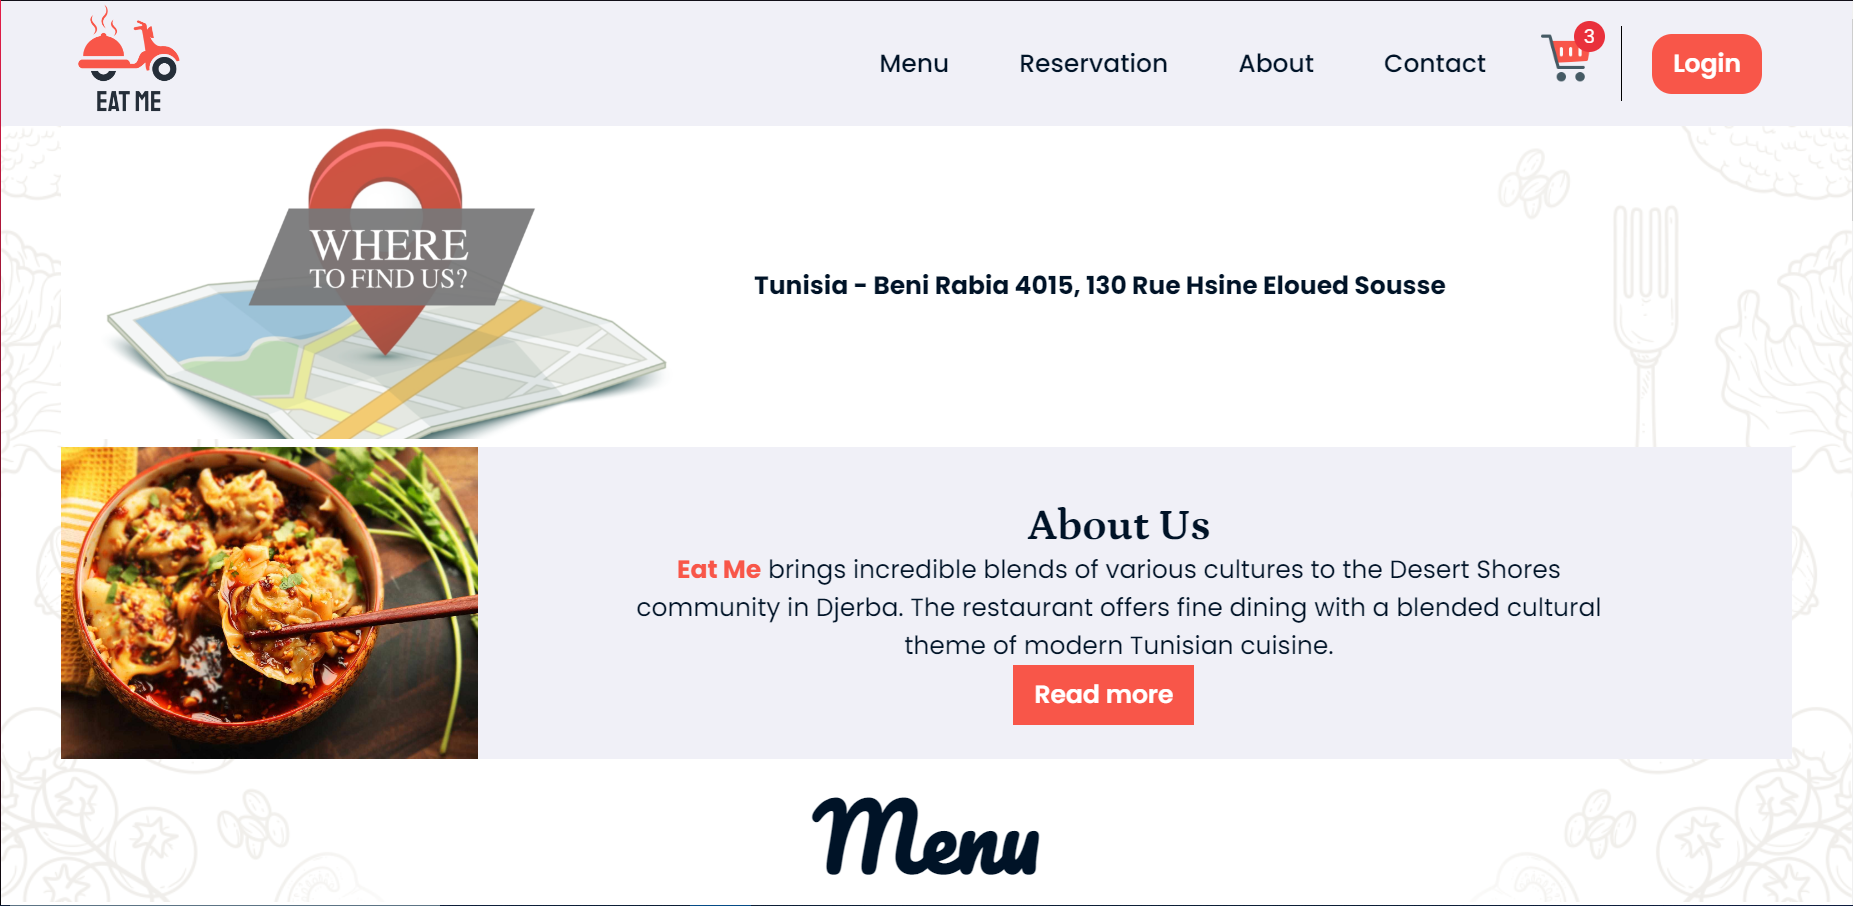 EAT ME
Menu
Reservation
About
Contact
3
Login
WHERE
TO FIND US?
Tunisia - Beni Rabia 4015, 130 Rue Hsine Eloued Sousse
About Us
Eat Me brings incredible blends of various cultures to the Desert Shores
community in Djerba. The restaurant offers fine dining with a blended cultural
theme of modern Tunisian cuisine.
Read more
Menu